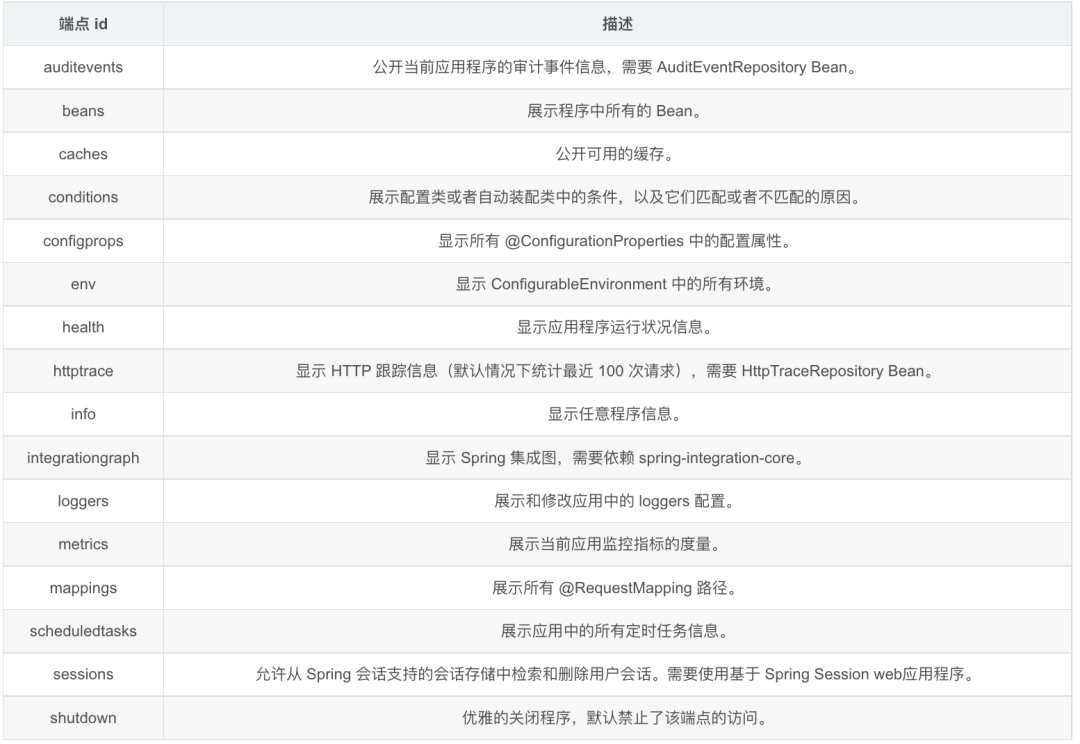 端点 id 描述
auditevents 公开当前应用程序的审计事件信息，需要 AuditEventRepository Bean。
beans 展示程序中所有的 Bean。
caches 公开可用的缓存。
conditions 展示配置类或者自动装配类中的条件，以及它们匹配或者不匹配的原因。
configprops 显示所有 @ConfigurationProperties 中的配置属性。
env 显示 ConfigurableEnvironment 中的所有环境。
health 显示应用程序运行状况信息。
httptrace 显示 HTTP 跟踪信息（默认情况下统计最近 100 次请求），需要 HttpTraceRepository Bean。
info 显示任意程序信息。
integrationgraph 显示 Spring 集成图，需要依赖 spring-integration-core。
loggers 展示和修改应用中的 loggers 配置。
metrics 展示当前应用监控指标的度量。
mappings 展示所有 @RequestMapping 路径。
scheduledtasks 展示应用中的所有定时任务信息。
sessions 允许从 Spring 会话支持的会话存储中检索和删除用户会话。需要使用基于 Spring Session web应用程序。
shutdown 优雅的关闭程序，默认禁止了该端点的访问。